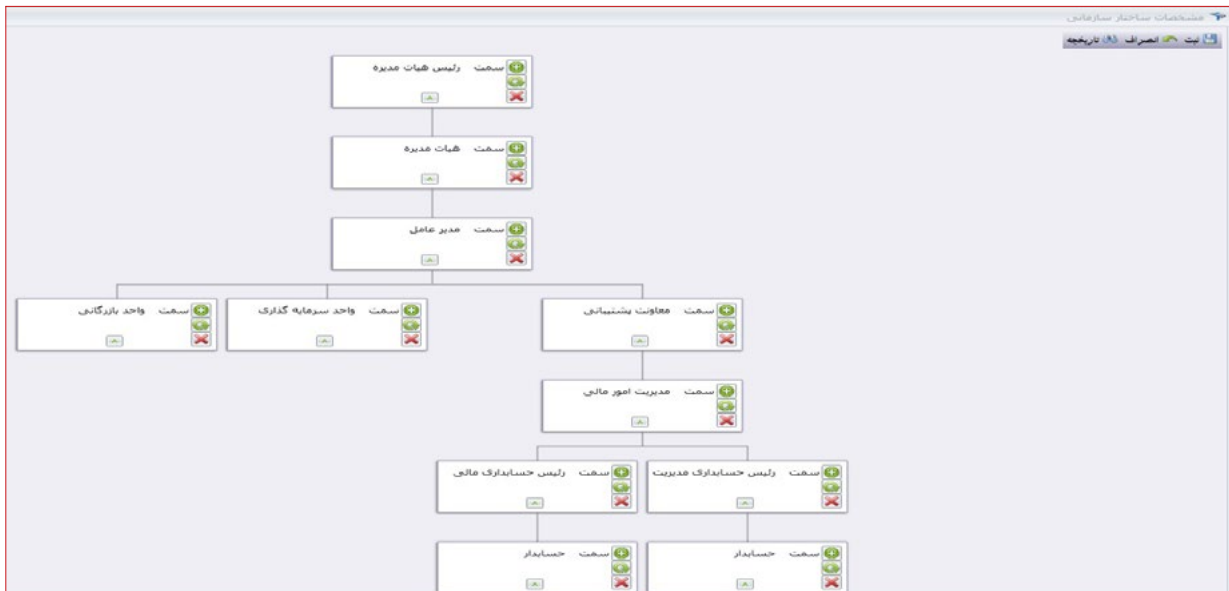 مشخصات ساختار سازمانی
ثبت انصراف تاریخچه
سمت رئیس هیات مدیره
سمت هیات مدیره
سمت مدیر عامل
سمت معاونت پشتیبانی
سمت واحد سرمایه گذاری
سمت واحد بازرگانی
سمت مدیریت امور مالی
سمت رئیس حسابداری مدیریت
سمت رئیس حسابداری مالی
سمت حسابدار
سمت حسابدار